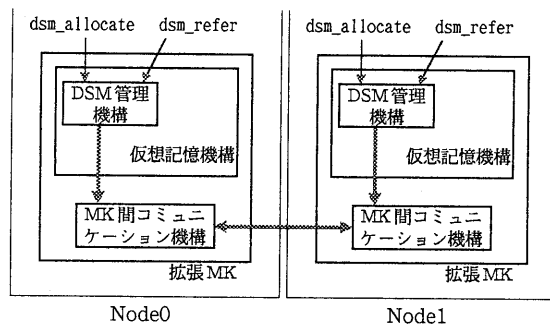 dsm_allocate dsm_refer
DSM管理
機構
仮想記憶機構
MK間コミュニ
ケーション機構
拡張MK
Node0
dsm_allocate dsm_refer
DSM管理
機構
仮想記憶機構
MK間コミュニ
ケーション機構
拡張MK
Node1